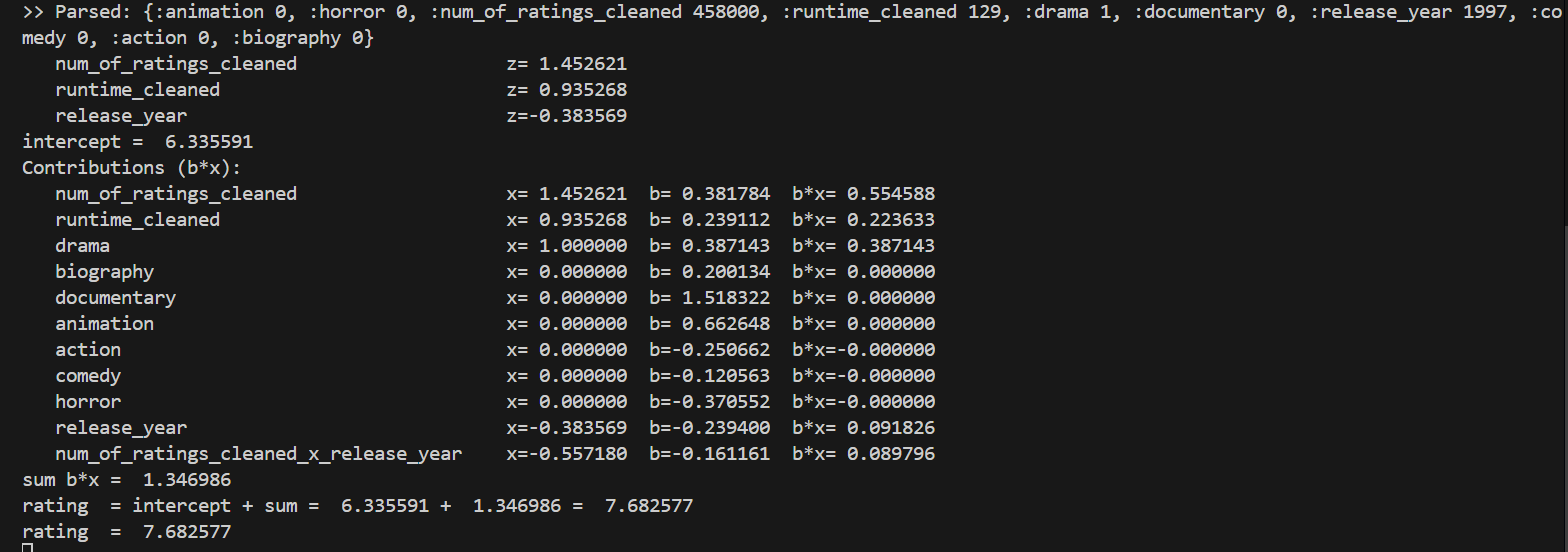 >> Parsed: {:animation 0, :horror 0, :num_of_ratings_cleaned 458000, :runtime_cleaned 129, :drama 1, :documentary 0, :release_year 1997, :co
medy 0, :action 0, :biography 0}
   num_of_ratings_cleaned                   z= 1.452621
   runtime_cleaned                          z= 0.935268
   release_year                             z=-0.383569
intercept =  6.335591
Contributions (b*x):
   num_of_ratings_cleaned                   x= 1.452621  b= 0.381784  b*x= 0.554588
   runtime_cleaned                          x= 0.935268  b= 0.239112  b*x= 0.223633
   drama                                    x= 1.000000  b= 0.387143  b*x= 0.387143
   biography                                x= 0.000000  b= 0.200134  b*x= 0.000000
   documentary                              x= 0.000000  b= 1.518322  b*x= 0.000000
   animation                                x= 0.000000  b= 0.662648  b*x= 0.000000
   action                                   x= 0.000000  b=-0.250662  b*x=-0.000000
   comedy                                   x= 0.000000  b=-0.120563  b*x=-0.000000
   horror                                   x= 0.000000  b=-0.370552  b*x=-0.000000
   release_year                             x=-0.383569  b=-0.239400  b*x= 0.091826
   num_of_ratings_cleaned_x_release_year    x=-0.557180  b=-0.161161  b*x= 0.089796
sum b*x =  1.346986
rating  = intercept + sum =  6.335591 +  1.346986 =  7.682577
rating  =  7.682577